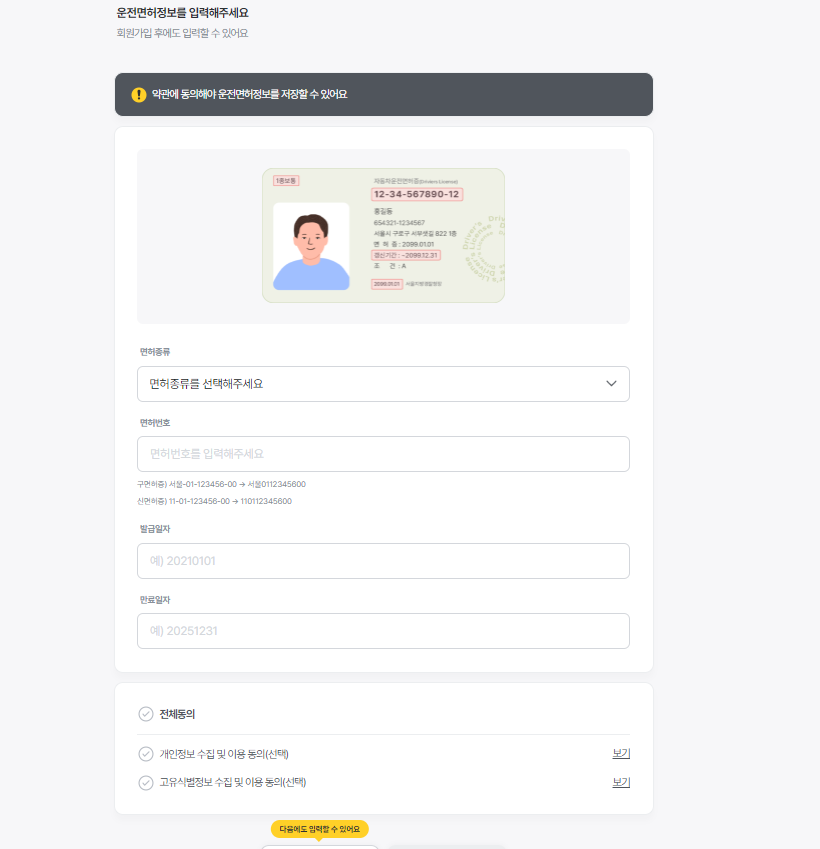 운전면허정보를 입력해주세요
회원가입 후에도 입력할 수 있어요
약관에 동의해야 운전면허정보를 저장할 수 있어요
1종보통
자동차운전면허증(Drivers License)
12-34-567890-12
홍길동
654321-1234567
서울시 구로구 서부샛길 822 1층
면 허 증 : 2099.01.01
갱신기간 : ~2099.12.31
조 건 : A
2099.01.01 서울지방경찰청장
면허종류
면허종류를 선택해주세요
면허번호
면허번호를 입력해주세요
구면허증) 서울-01-123456-00 → 서울0112345600
신면허증) 11-01-123456-00 → 110112345600
발급일자
예) 20210101
만료일자
예) 20251231
전체동의
개인정보 수집 및 이용 동의(선택) 보기
고유식별정보 수집 및 이용 동의(선택) 보기
다음에도 입력할 수 있어요